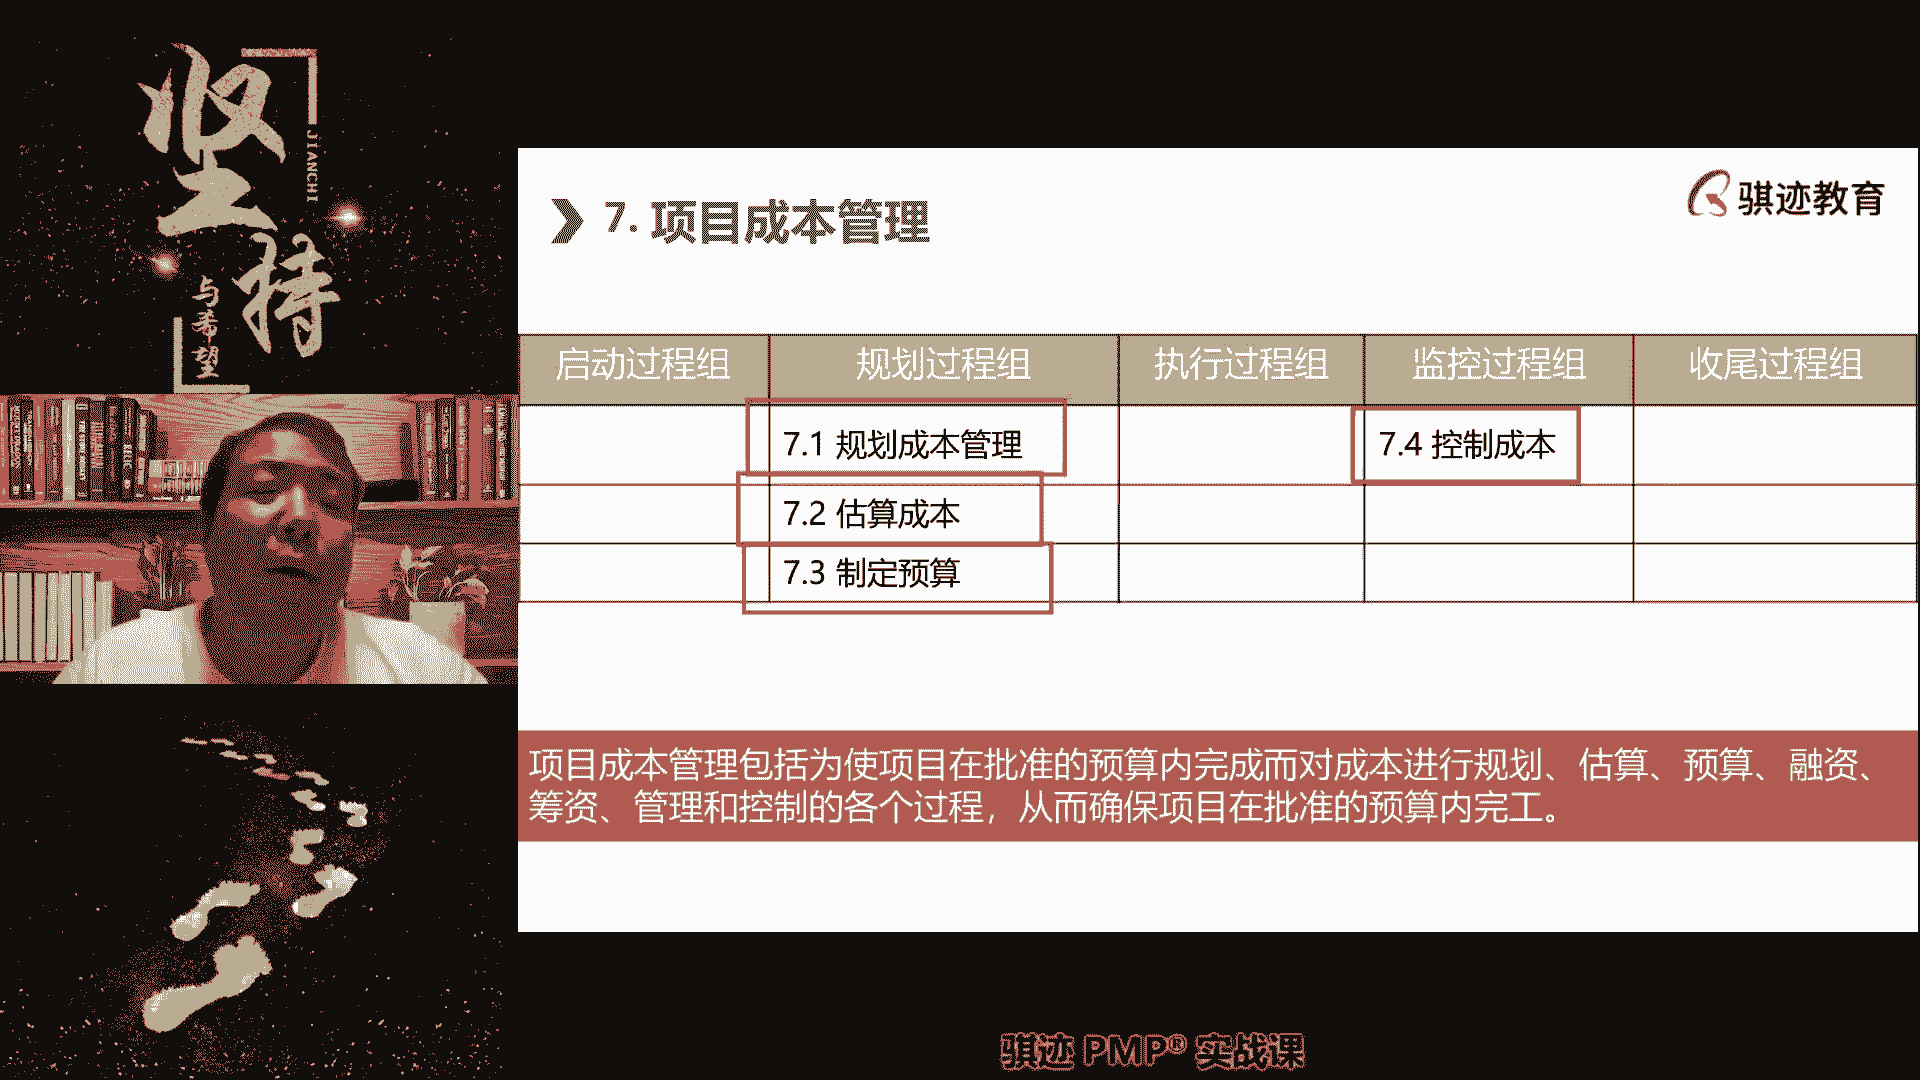 坚持
JIANCHI
与希望
骐迹教育
7. 项目成本管理
启动过程组 规划过程组 执行过程组 监控过程组 收尾过程组
7.1 规划成本管理 7.4 控制成本
7.2 估算成本
7.3 制定预算
项目成本管理包括为使项目在批准的预算内完成而对成本进行规划、估算、预算、融资、
筹资、管理和控制的各个过程，从而确保项目在批准的预算内完工。
骐迹 PMP® 实战课